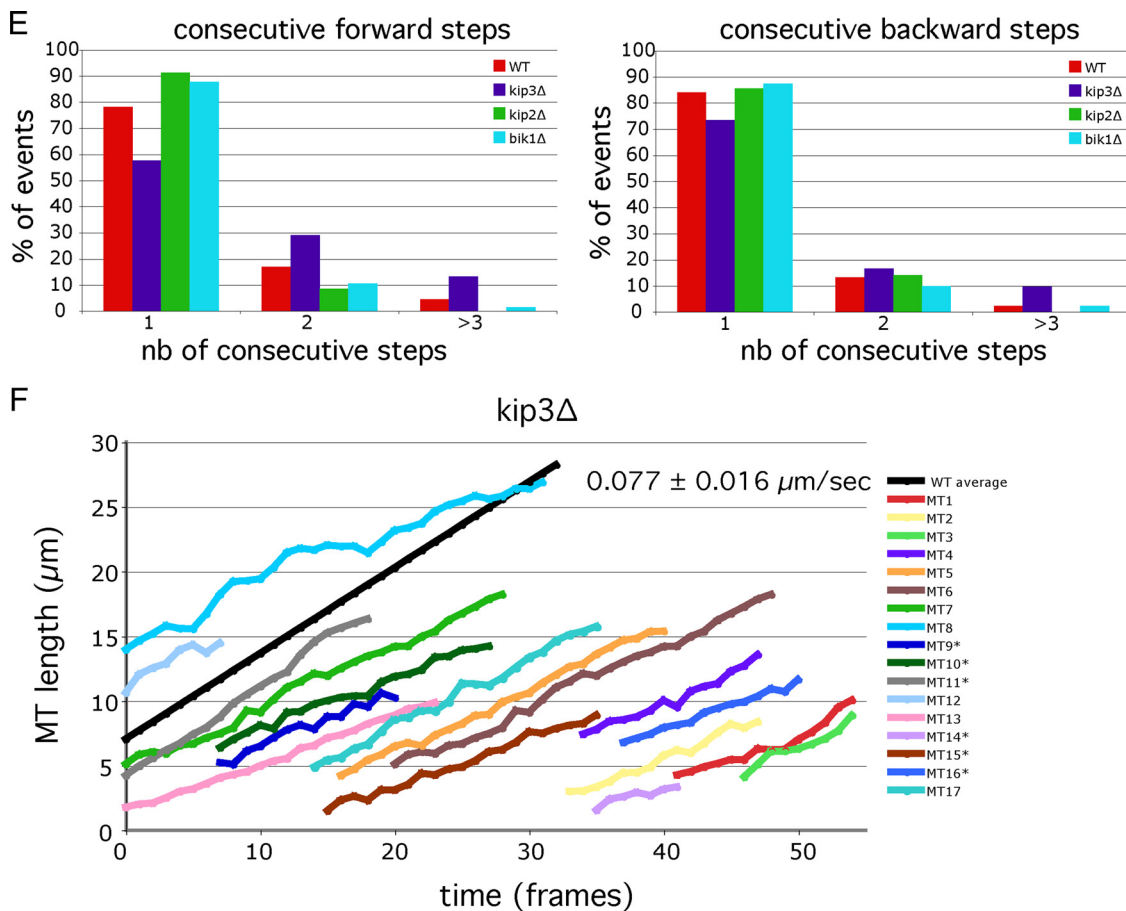 E
consecutive forward steps
100
90
80
70
60
50
40
30
20
10
0
% of events
WT
kip3Δ
kip2Δ
bik1Δ
1 2 >3
nb of consecutive steps
consecutive backward steps
100
90
80
70
60
50
40
30
20
10
0
% of events
WT
kip3Δ
kip2Δ
bik1Δ
1 2 >3
nb of consecutive steps
F
kip3Δ
30
25
20
15
10
5
0
MT length (µm)
0.077 ± 0.016 µm/sec
WT average
MT1
MT2
MT3
MT4
MT5
MT6
MT7
MT8
MT9*
MT10*
MT11*
MT12
MT13
MT14*
MT15*
MT16*
MT17
0 10 20 30 40 50
time (frames)